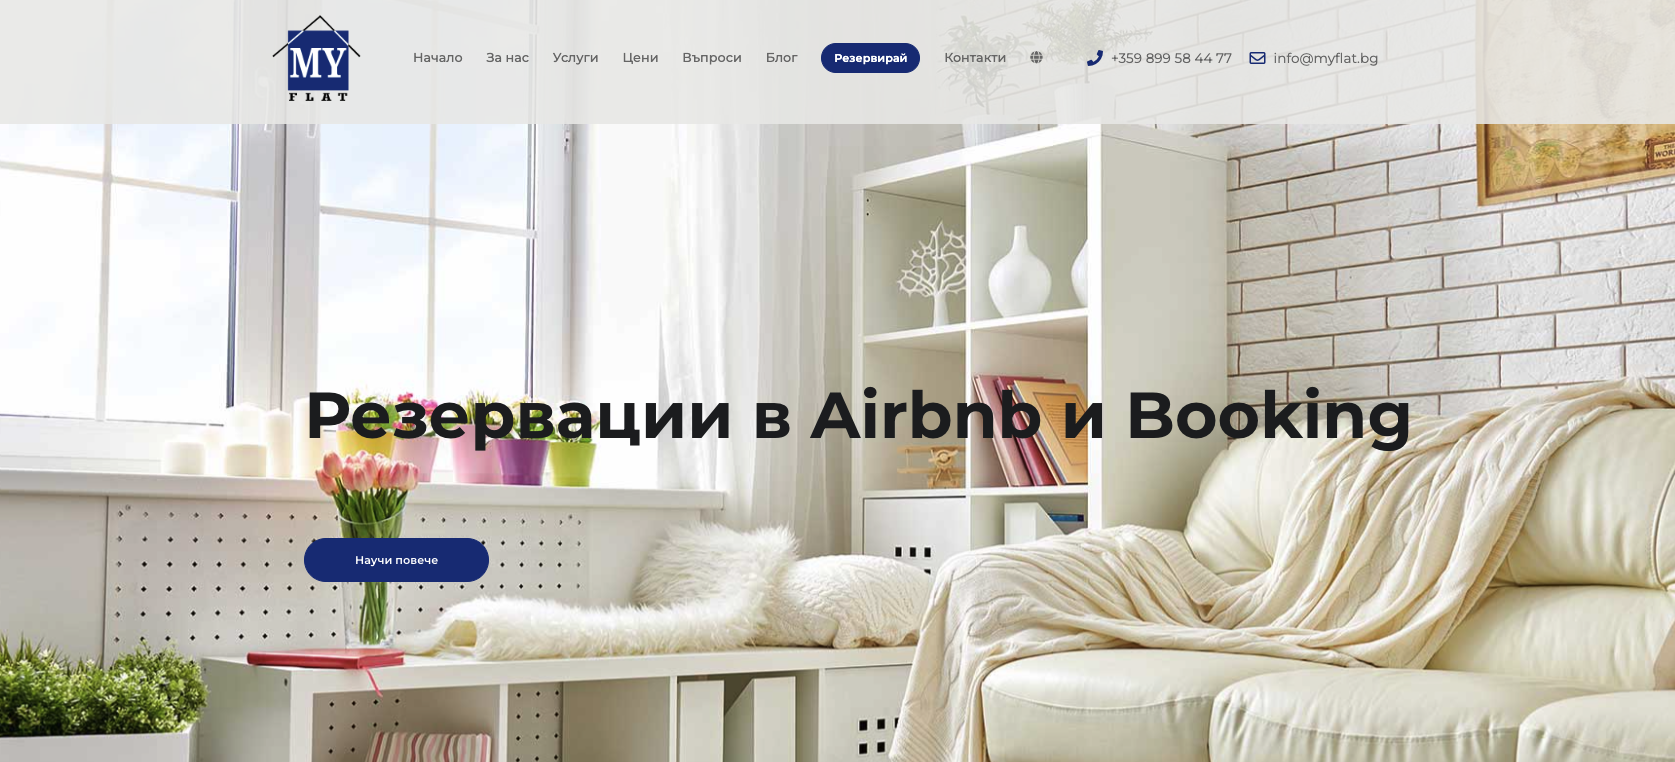 MY
FLAT
Начало За нас Услуги Цени Въпроси Блог Резервирай Контакти +359 899 58 44 77 info@myflat.bg
Резервации в Airbnb и Booking
Научи повече